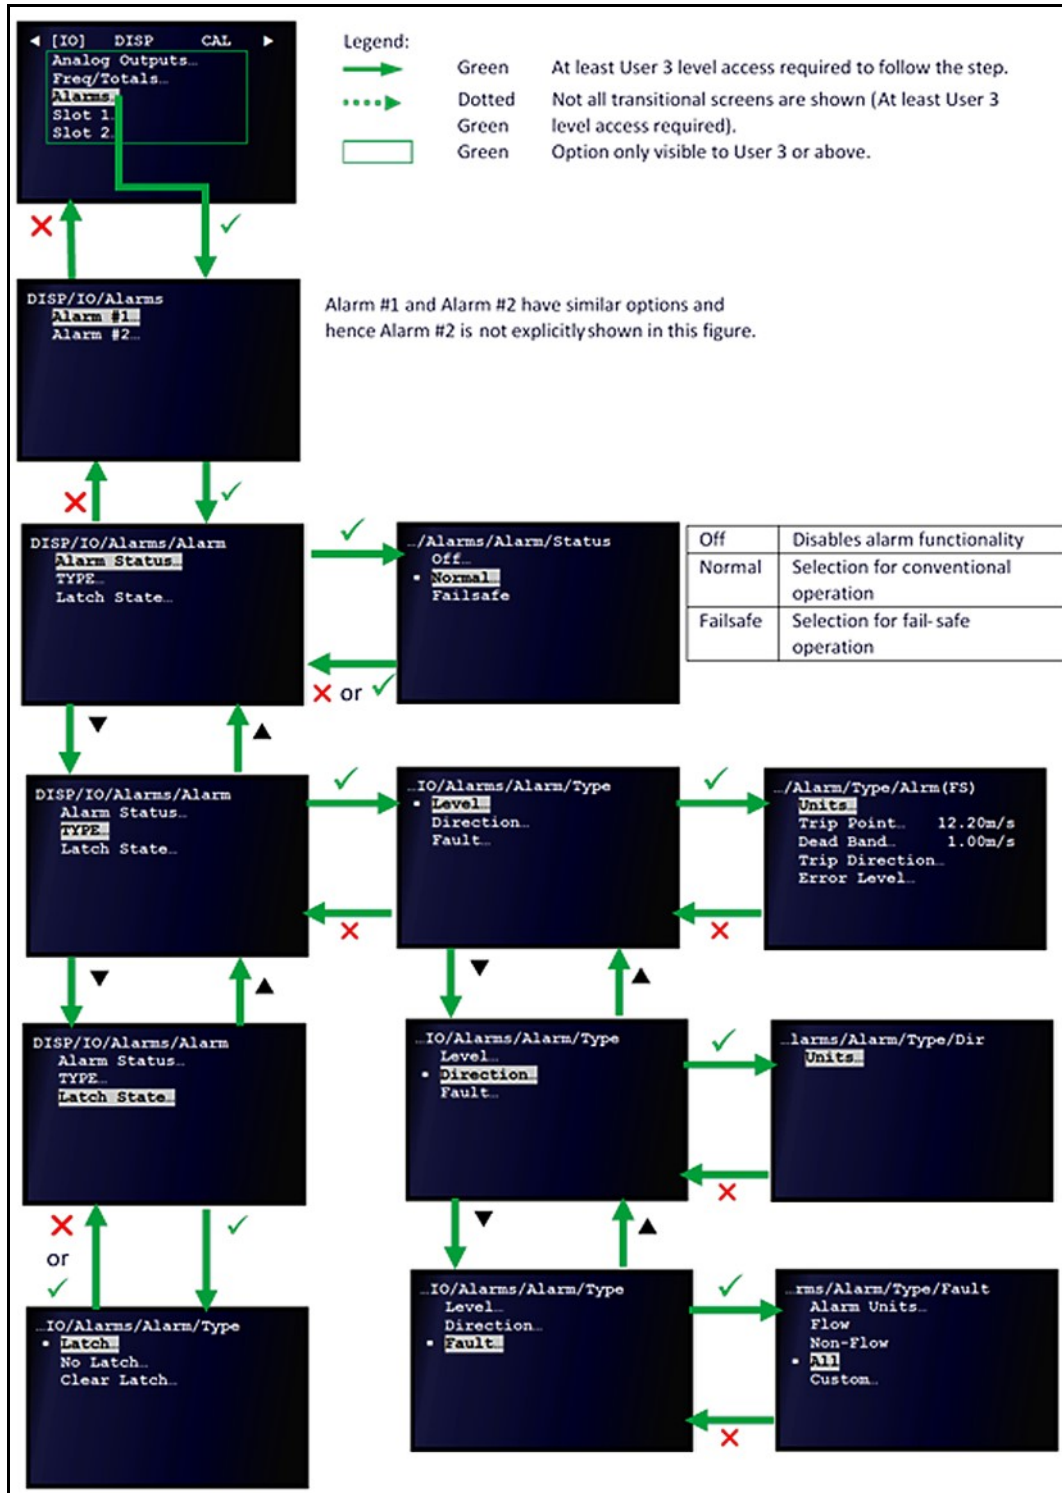 ◄ [IO] DISP CAL ►
Analog Outputs…
Freq/Totals…
Alarms…
Slot 1…
Slot 2…
Legend:
Green At least User 3 level access required to follow the step.
Dotted Green Not all transitional screens are shown (At least User 3
level access required).
Green Option only visible to User 3 or above.
DISP/IO/Alarms
Alarm #1…
Alarm #2…
Alarm #1 and Alarm #2 have similar options and
hence Alarm #2 is not explicitly shown in this figure.
DISP/IO/Alarms/Alarm
Alarm Status…
TYPE…
Latch State…
…/Alarms/Alarm/Status
Off…
Normal…
Failsafe
Off Disables alarm functionality
Normal Selection for conventional
operation
Failsafe Selection for fail-safe
operation
✗ or ✓
DISP/IO/Alarms/Alarm
Alarm Status…
TYPE…
Latch State…
…IO/Alarms/Alarm/Type
Level…
Direction…
Fault…
…/Alarm/Type/Alrm(FS)
Units…
Trip Point… 12.20m/s
Dead Band… 1.00m/s
Trip Direction…
Error Level…
DISP/IO/Alarms/Alarm
Alarm Status…
TYPE…
Latch State…
…IO/Alarms/Alarm/Type
Level…
Direction…
Fault…
…larms/Alarm/Type/Dir
Units…
✗
or
✓
…IO/Alarms/Alarm/Type
Latch…
No Latch…
Clear Latch…
…IO/Alarms/Alarm/Type
Level…
Direction…
Fault…
…rms/Alarm/Type/Fault
Alarm Units…
Flow
Non-Flow
All
Custom…